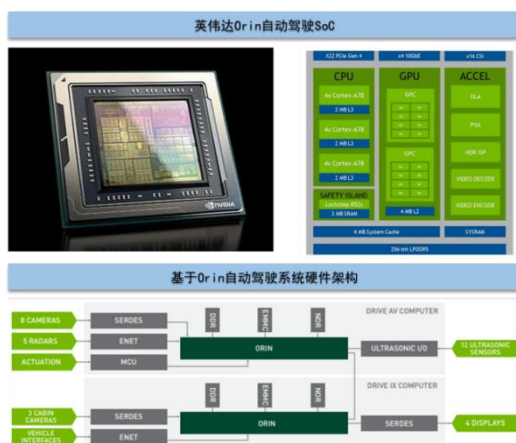 英伟达Orin自动驾驶SoC
X22 PCIe Gen 4
x4 10GbE
x16 CSI
CPU
4x Cortex-A78
2 MB L3
4x Cortex-A78
2 MB L3
4x Cortex-A78
2 MB L3
SAFETY ISLAND
Lockstep R52s
3 MB SRAM
GPU
GPC
GPC
4 MB L2
ACCEL
DLA
PVA
HDR ISP
VIDEO DECODE
VIDEO ENCODE
4 MB System Cache
SYSRAM
256-bit LPDDR5
NVIDIA
基于Orin自动驾驶系统硬件架构
DRIVE AV COMPUTER
8 CAMERAS
SERDES
DDR
EMMC
NOR
5 RADARS
ENET
ORIN
ULTRASONIC I/O
12 ULTRASONIC SENSORS
ACTUATION
MCU
DRIVE IX COMPUTER
3 CABIN CAMERAS
SERDES
DDR
EMMC
NOR
ORIN
SERDES
4 DISPLAYS
VEHICLE INTERFACES
ENET